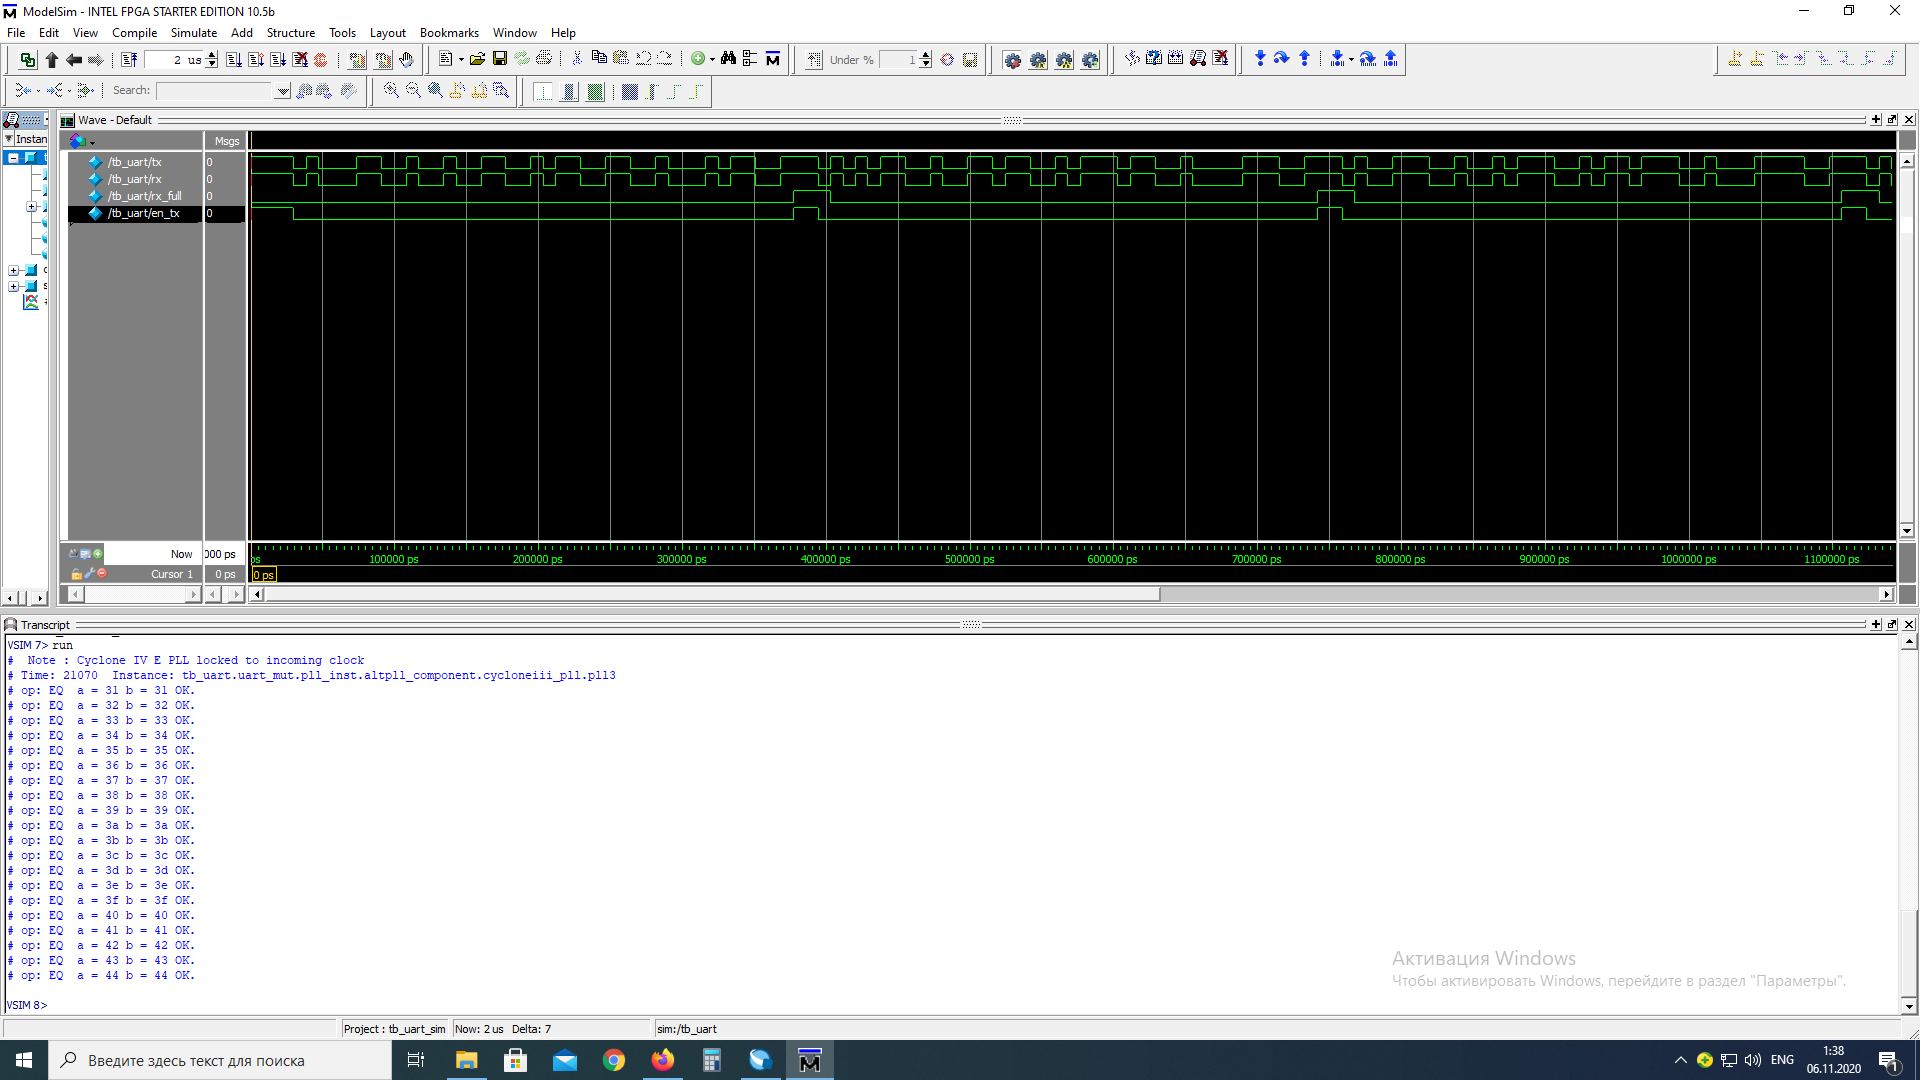 ModelSim - INTEL FPGA STARTER EDITION 10.5b
File Edit View Compile Simulate Add Structure Tools Layout Bookmarks Window Help
2 us
Under %
1
Search:
Instan
Wave - Default
Msgs
/tb_uart/tx 0
/tb_uart/rx 0
/tb_uart/rx_full 0
/tb_uart/en_tx 0
Now 000 ps
Cursor 1 0 ps
ps 100000 ps 200000 ps 300000 ps 400000 ps 500000 ps 600000 ps 700000 ps 800000 ps 900000 ps 1000000 ps 1100000 ps
0 ps
Transcript
VSIM 7> run
# Note : Cyclone IV E PLL locked to incoming clock
# Time: 21070 Instance: tb_uart.uart_mut.pll_inst.altpll_component.cycloneiii_pll.pll3
# op: EQ a = 31 b = 31 OK.
# op: EQ a = 32 b = 32 OK.
# op: EQ a = 33 b = 33 OK.
# op: EQ a = 34 b = 34 OK.
# op: EQ a = 35 b = 35 OK.
# op: EQ a = 36 b = 36 OK.
# op: EQ a = 37 b = 37 OK.
# op: EQ a = 38 b = 38 OK.
# op: EQ a = 39 b = 39 OK.
# op: EQ a = 3a b = 3a OK.
# op: EQ a = 3b b = 3b OK.
# op: EQ a = 3c b = 3c OK.
# op: EQ a = 3d b = 3d OK.
# op: EQ a = 3e b = 3e OK.
# op: EQ a = 3f b = 3f OK.
# op: EQ a = 40 b = 40 OK.
# op: EQ a = 41 b = 41 OK.
# op: EQ a = 42 b = 42 OK.
# op: EQ a = 43 b = 43 OK.
# op: EQ a = 44 b = 44 OK.
VSIM 8>
Активация Windows
Чтобы активировать Windows, перейдите в раздел "Параметры".
Project : tb_uart_sim Now: 2 us Delta: 7 sim:/tb_uart
Введите здесь текст для поиска
ENG
1:38
06.11.2020
1